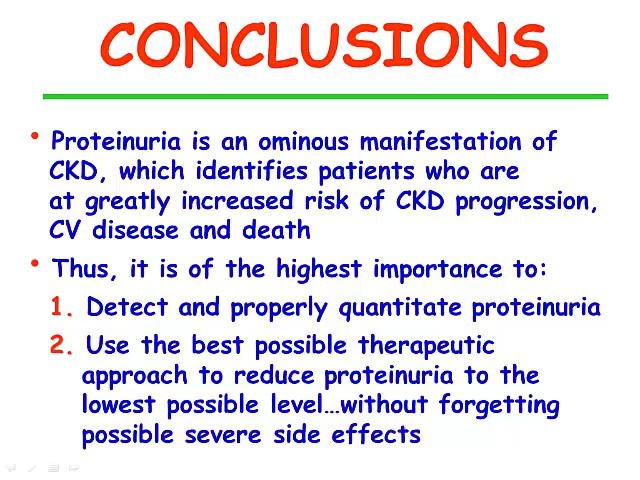 CONCLUSIONS
• Proteinuria is an ominous manifestation of
CKD, which identifies patients who are
at greatly increased risk of CKD progression,
CV disease and death
• Thus, it is of the highest importance to:
1. Detect and properly quantitate proteinuria
2. Use the best possible therapeutic
approach to reduce proteinuria to the
lowest possible level…without forgetting
possible severe side effects